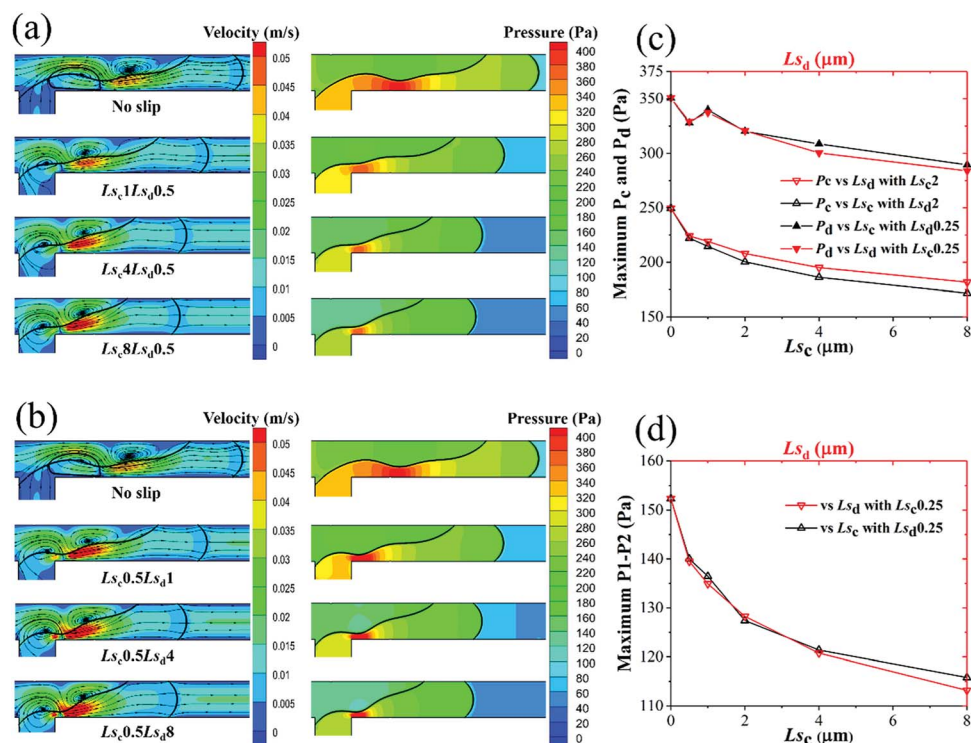 (a)
Velocity (m/s)
Pressure (Pa)
No slip
Lsc1Lsd0.5
Lsc4Lsd0.5
Lsc8Lsd0.5
0.05
0.045
0.04
0.035
0.03
0.025
0.02
0.015
0.01
0.005
0
400
380
360
340
320
300
280
260
240
220
200
180
160
140
120
100
80
60
40
20
0
(b)
Velocity (m/s)
Pressure (Pa)
No slip
Lsc0.5Lsd1
Lsc0.5Lsd4
Lsc0.5Lsd8
0.05
0.045
0.04
0.035
0.03
0.025
0.02
0.015
0.01
0.005
0
400
380
360
340
320
300
280
260
240
220
200
180
160
140
120
100
80
60
40
20
0
(c)
Lsd (μm)
Maximum Pc and Pd (Pa)
375
350
300
250
200
150
Pc vs Lsd with Lsc2
Pc vs Lsc with Lsd2
Pd vs Lsc with Lsd0.25
Pd vs Lsd with Lsc0.25
0 2 4 6 8
Lsc (μm)
(d)
Lsd (μm)
Maximum P1-P2 (Pa)
160
150
140
130
120
110
vs Lsd with Lsc0.25
vs Lsc with Lsd0.25
0 2 4 6 8
Lsc (μm)